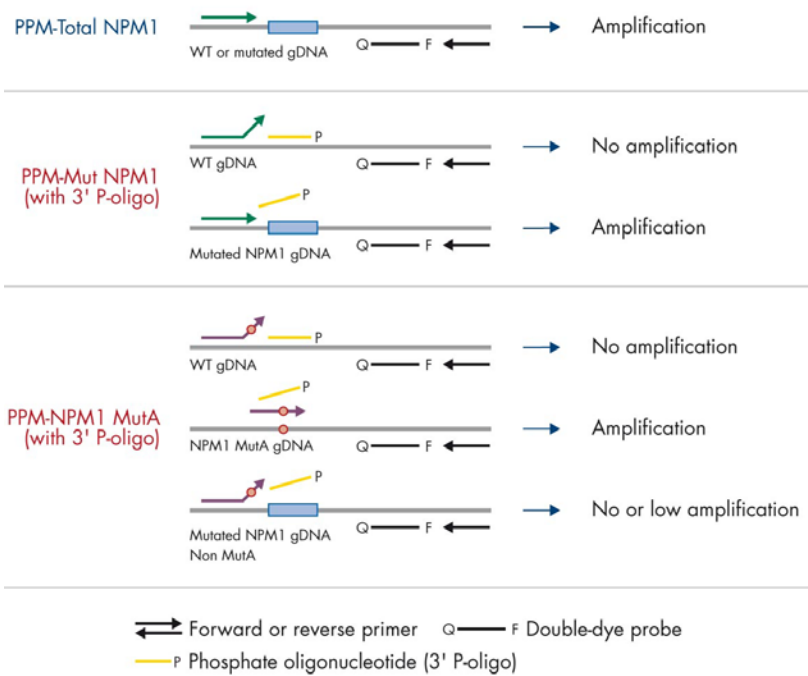 PPM-Total NPM1
WT or mutated gDNA
Q F
Amplification
PPM-Mut NPM1
(with 3' P-oligo)
P
WT gDNA
Q F
No amplification
P
Mutated NPM1 gDNA
Q F
Amplification
PPM-NPM1 MutA
(with 3' P-oligo)
P
WT gDNA
Q F
No amplification
P
NPM1 MutA gDNA
Q F
Amplification
P
Mutated NPM1 gDNA
Non MutA
Q F
No or low amplification
Forward or reverse primer Q F Double-dye probe
P Phosphate oligonucleotide (3' P-oligo)